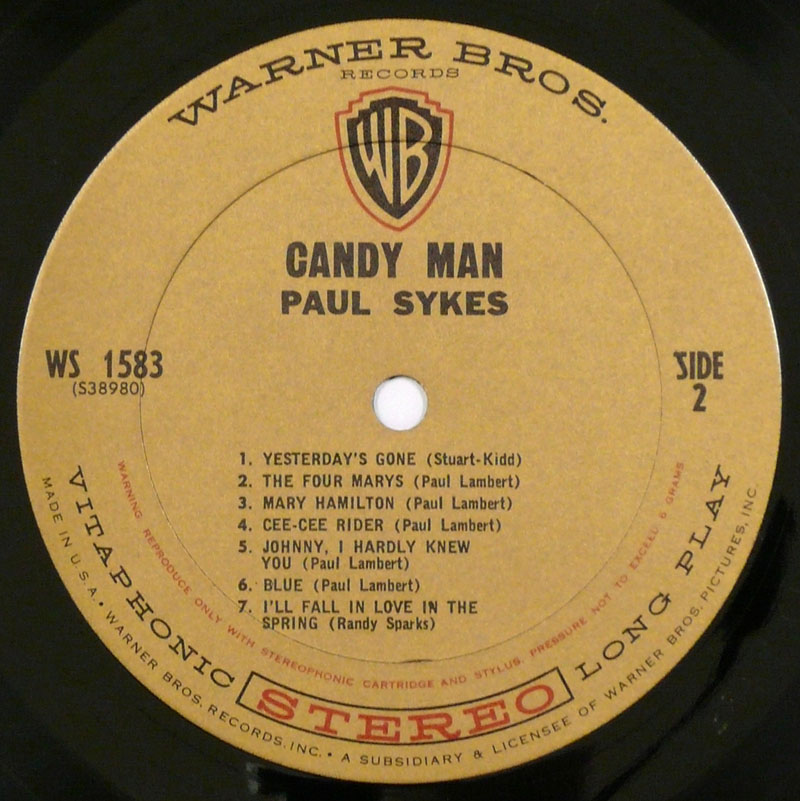 WARNER BROS.
RECORDS
WB
CANDY MAN
PAUL SYKES
WS 1583
(S38980)
SIDE
2
1. YESTERDAY'S GONE (Stuart-Kidd)
2. THE FOUR MARYS (Paul Lambert)
3. MARY HAMILTON (Paul Lambert)
4. CEE-CEE RIDER (Paul Lambert)
5. JOHNNY, I HARDLY KNEW
YOU (Paul Lambert)
6. BLUE (Paul Lambert)
7. I'LL FALL IN LOVE IN THE
SPRING (Randy Sparks)
WARNING REPRODUCE ONLY WITH STEREOPHONIC CARTRIDGE AND STYLUS. PRESSURE NOT TO EXCEED 6 GRAMS
VITAPHONIC STEREO LONG PLAY
MADE IN U.S.A. • WARNER BROS. RECORDS, INC. • A SUBSIDIARY & LICENSEE OF WARNER BROS. PICTURES, INC.